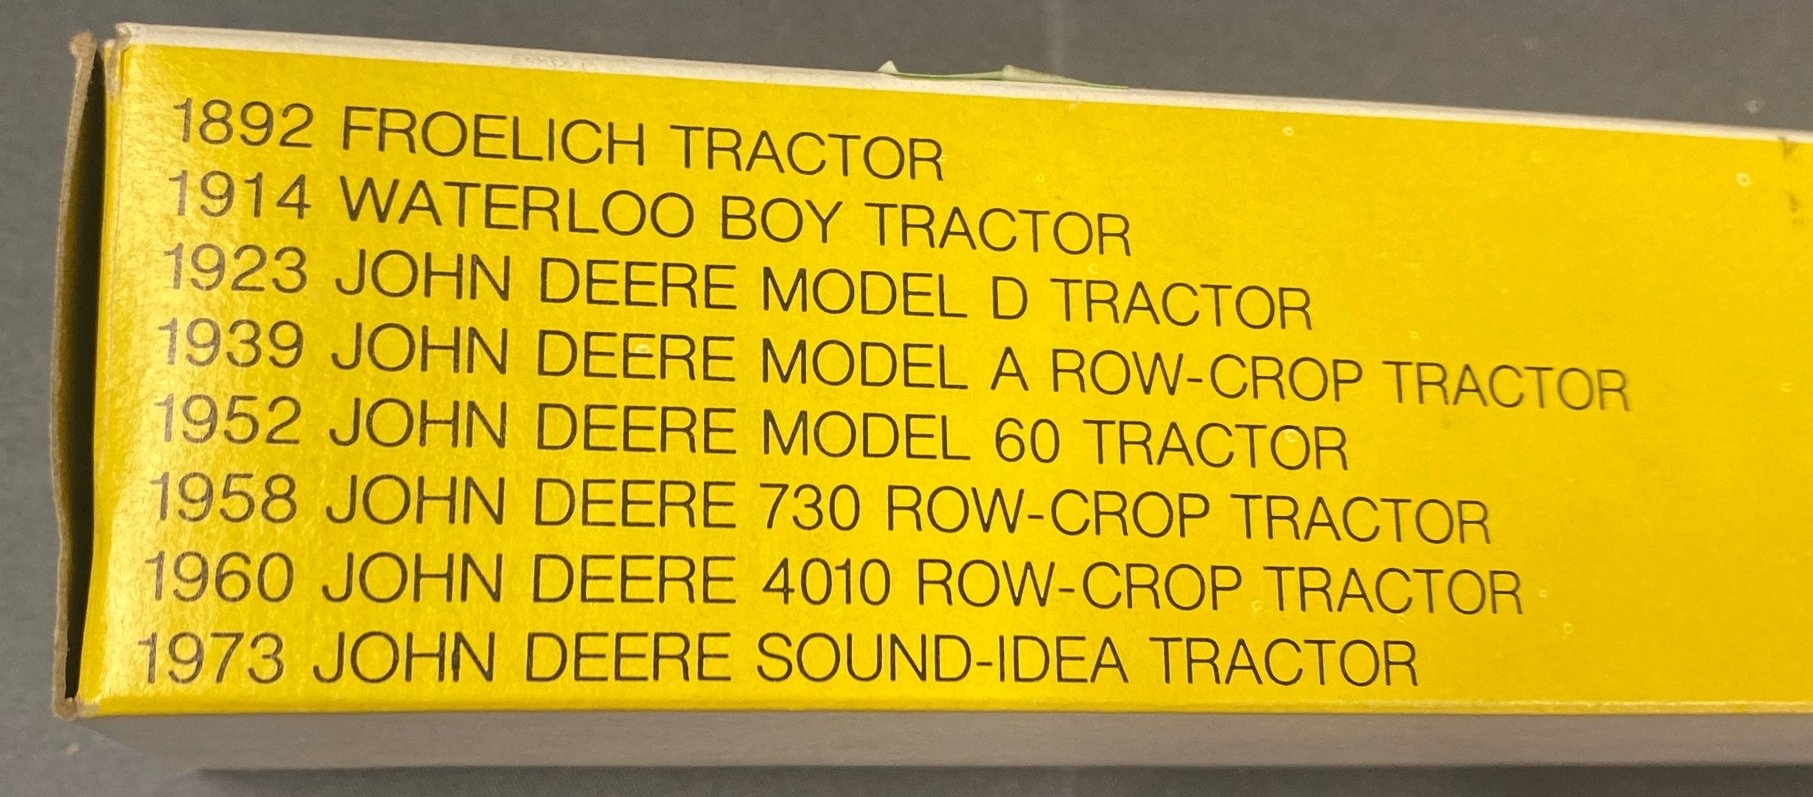 1892 FROELICH TRACTOR
1914 WATERLOO BOY TRACTOR
1923 JOHN DEERE MODEL D TRACTOR
1939 JOHN DEERE MODEL A ROW-CROP TRACTOR
1952 JOHN DEERE MODEL 60 TRACTOR
1958 JOHN DEERE 730 ROW-CROP TRACTOR
1960 JOHN DEERE 4010 ROW-CROP TRACTOR
1973 JOHN DEERE SOUND-IDEA TRACTOR